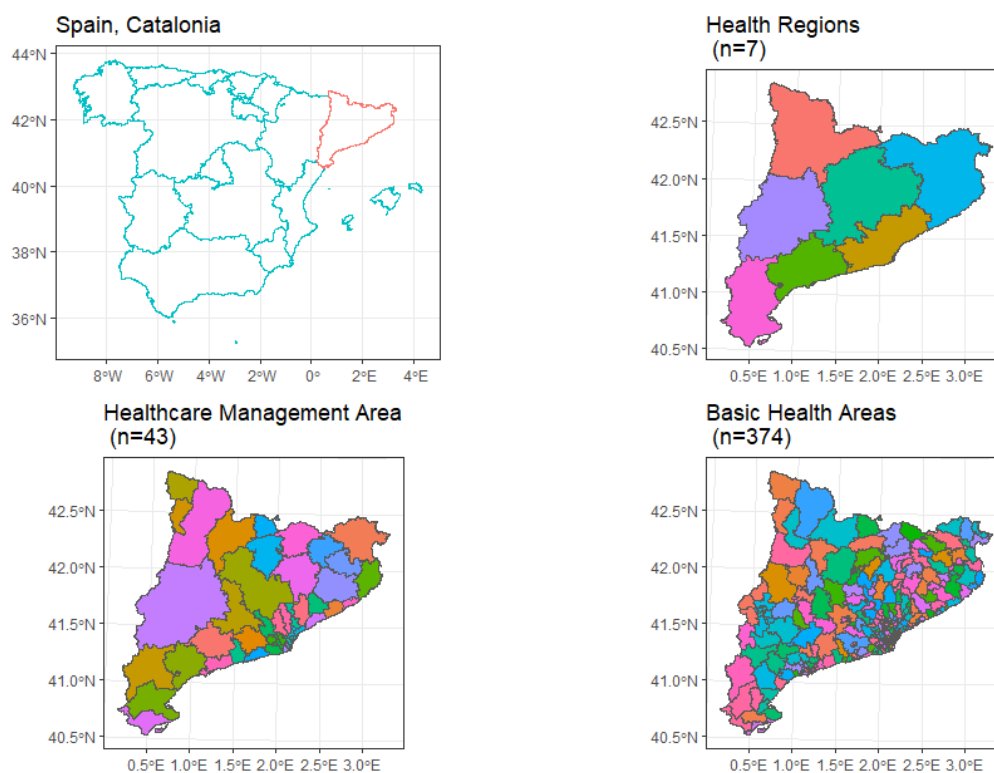 Spain, Catalonia
44°N
42°N
40°N
38°N
36°N
8°W 6°W 4°W 2°W 0° 2°E 4°E
Health Regions
(n=7)
42.5°N
42.0°N
41.5°N
41.0°N
40.5°N
0.5°E 1.0°E 1.5°E 2.0°E 2.5°E 3.0°E
Healthcare Management Area
(n=43)
42.5°N
42.0°N
41.5°N
41.0°N
40.5°N
0.5°E 1.0°E 1.5°E 2.0°E 2.5°E 3.0°E
Basic Health Areas
(n=374)
42.5°N
42.0°N
41.5°N
41.0°N
40.5°N
0.5°E 1.0°E 1.5°E 2.0°E 2.5°E 3.0°E